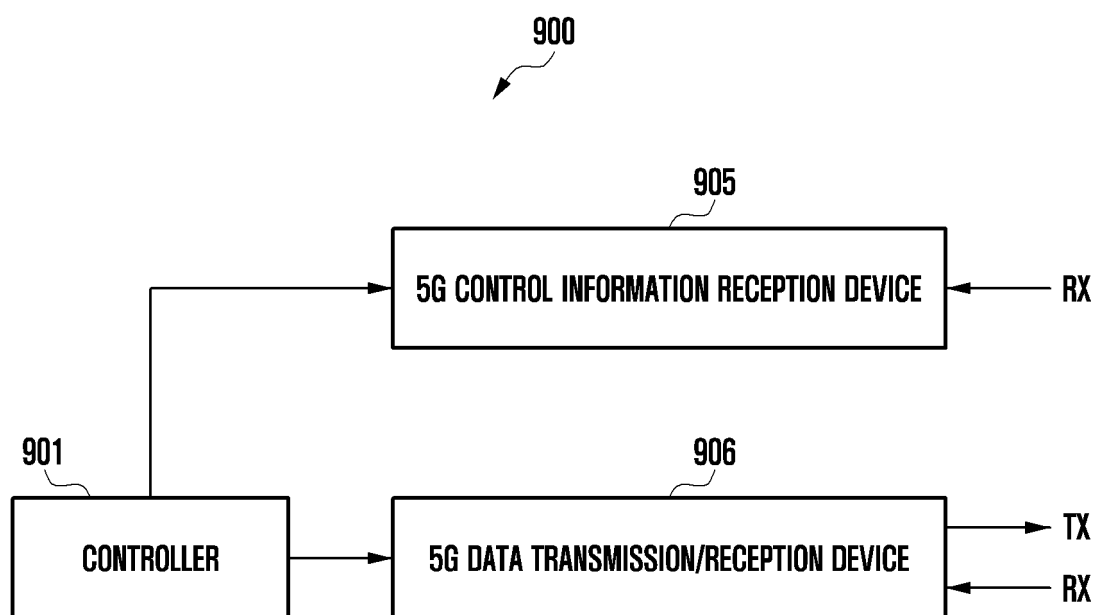 900
905
5G CONTROL INFORMATION RECEPTION DEVICE
RX
901
906
CONTROLLER
5G DATA TRANSMISSION/RECEPTION DEVICE
TX
RX